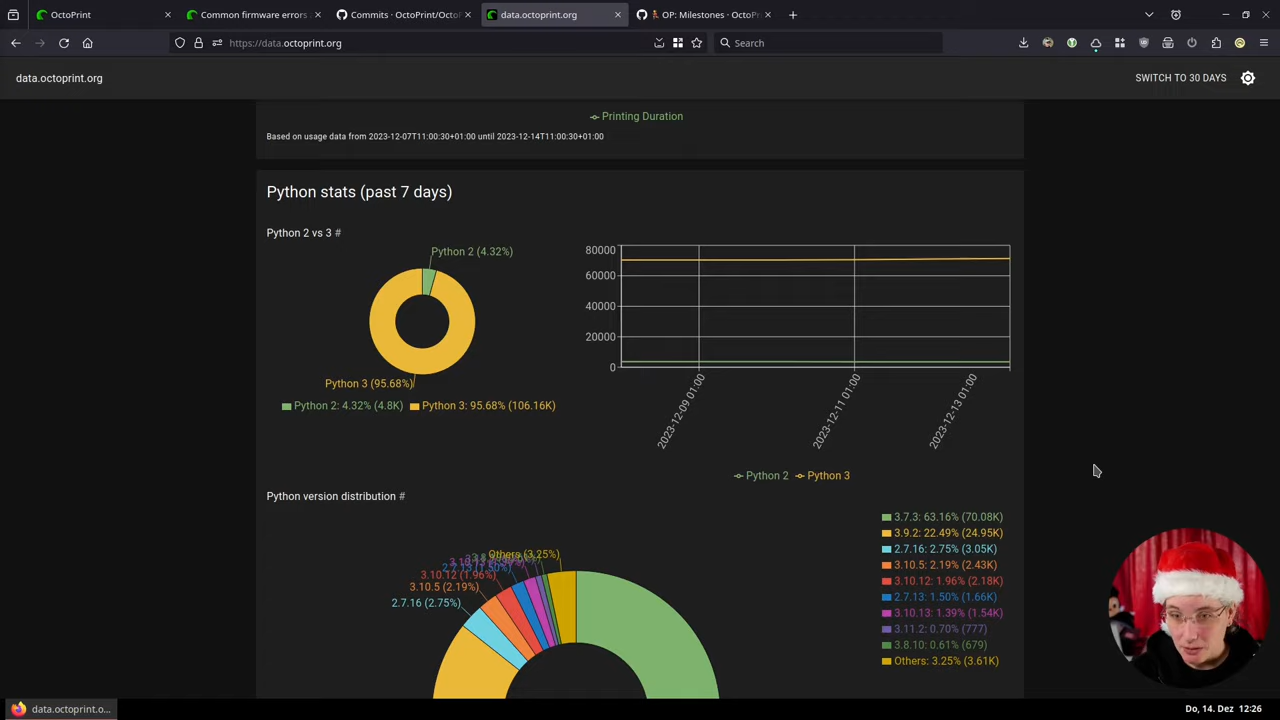 OctoPrint
Common firmware errors
Commits · OctoPrint/Octo
data.octoprint.org
OP: Milestones · OctoP
https://data.octoprint.org
Search
data.octoprint.org
SWITCH TO 30 DAYS
Printing Duration
Based on usage data from 2023-12-07T11:00:30+01:00 until 2023-12-14T11:00:30+01:00
Python stats (past 7 days)
Python 2 vs 3 #
Python 2 (4.32%)
Python 3 (95.68%)
Python 2: 4.32% (4.8K)
Python 3: 95.68% (106.16K)
80000
60000
40000
20000
0
2023-12-09 01:00
2023-12-11 01:00
2023-12-13 01:00
Python 2
Python 3
Python version distribution #
Others (3.25%)
2.7.13 (1.50%)
3.10.12 (1.96%)
3.10.5 (2.19%)
2.7.16 (2.75%)
3.7.3: 63.16% (70.08K)
3.9.2: 22.49% (24.95K)
2.7.16: 2.75% (3.05K)
3.10.5: 2.19% (2.43K)
3.10.12: 1.96% (2.18K)
2.7.13: 1.50% (1.66K)
3.10.13: 1.39% (1.54K)
3.11.2: 0.70% (777)
3.8.10: 0.61% (679)
Others: 3.25% (3.61K)
data.octoprint.o...
Do, 14. Dez 12:26